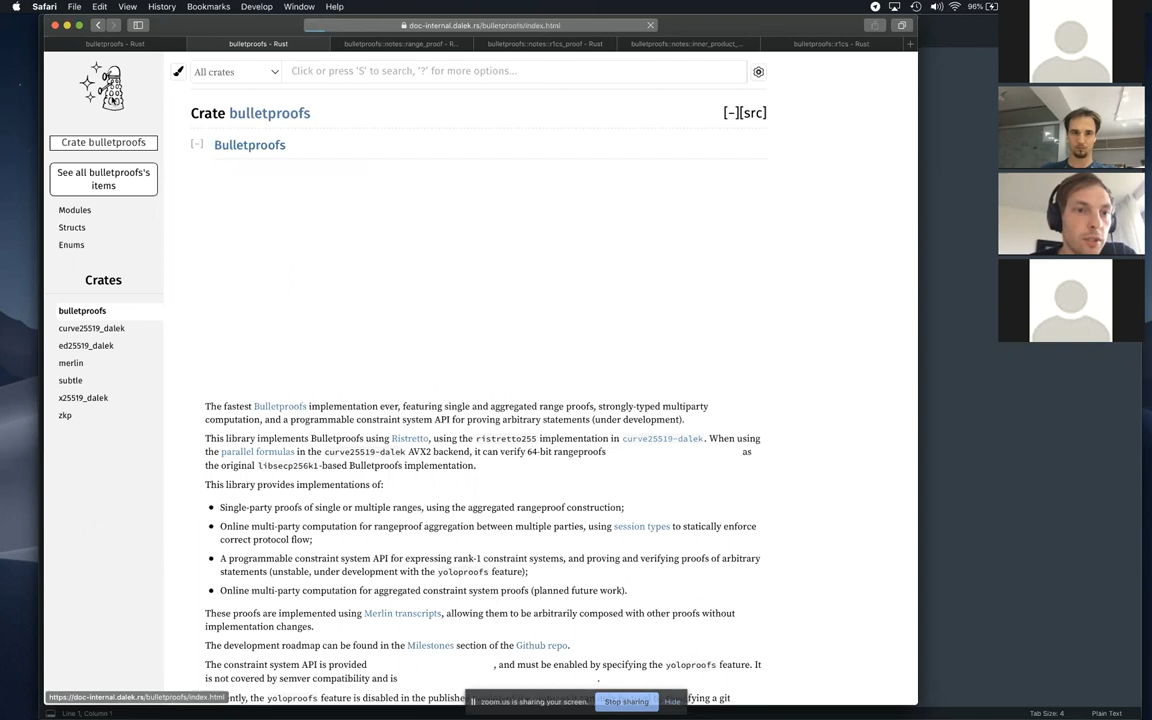 Safari File Edit View History Bookmarks Develop Window Help 96%
doc-internal.dalek.rs/bulletproofs/index.html
bulletproofs - Rust bulletproofs - Rust bulletproofs::notes::range_proof - R... bulletproofs::notes::r1cs_proof - Rust bulletproofs::notes::inner_product_... bulletproofs::r1cs - Rust
All crates Click or press 'S' to search, '?' for more options...
Crate bulletproofs [-][src]
[-] Bulletproofs
Crate bulletproofs
See all bulletproofs's
items
Modules
Structs
Enums
Crates
bulletproofs
curve25519_dalek
ed25519_dalek
merlin
subtle
x25519_dalek
zkp
The fastest Bulletproofs implementation ever, featuring single and aggregated range proofs, strongly-typed multiparty
computation, and a programmable constraint system API for proving arbitrary statements (under development).
This library implements Bulletproofs using Ristretto, using the ristretto255 implementation in curve25519-dalek. When using
the parallel formulas in the curve25519-dalek AVX2 backend, it can verify 64-bit rangeproofs as
the original libsecp256k1-based Bulletproofs implementation.
This library provides implementations of:
• Single-party proofs of single or multiple ranges, using the aggregated rangeproof construction;
• Online multi-party computation for rangeproof aggregation between multiple parties, using session types to statically enforce
correct protocol flow;
• A programmable constraint system API for expressing rank-1 constraint systems, and proving and verifying proofs of arbitrary
statements (unstable, under development with the yoloproofs feature);
• Online multi-party computation for aggregated constraint system proofs (planned future work).
These proofs are implemented using Merlin transcripts, allowing them to be arbitrarily composed with other proofs without
implementation changes.
The development roadmap can be found in the Milestones section of the Github repo.
The constraint system API is provided , and must be enabled by specifying the yoloproofs feature. It
is not covered by semver compatibility and is .
the yoloproofs feature is disabled in the
https://doc-internal.dalek.rs/bulletproofs/index.html
zoom.us is sharing your screen. Stop sharing Hide
Line 1, Column 1 Tab Size: 4 Plain Text